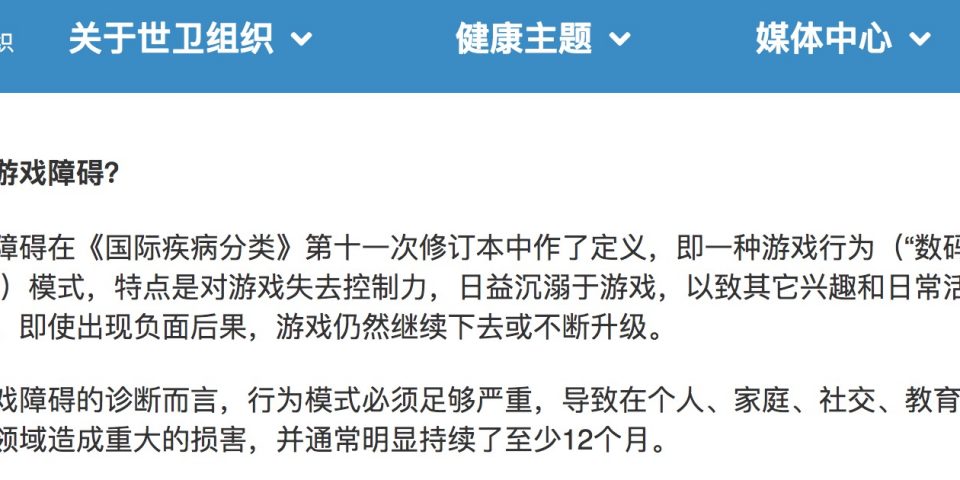 织 关于世卫组织 健康主题 媒体中心
游戏障碍?
障碍在《国际疾病分类》第十一次修订本中作了定义，即一种游戏行为（“数码
）模式，特点是对游戏失去控制力，日益沉溺于游戏，以致其它兴趣和日常活
，即使出现负面后果，游戏仍然继续下去或不断升级。
戏障碍的诊断而言，行为模式必须足够严重，导致在个人、家庭、社交、教育
领域造成重大的损害，并通常明显持续了至少12个月。